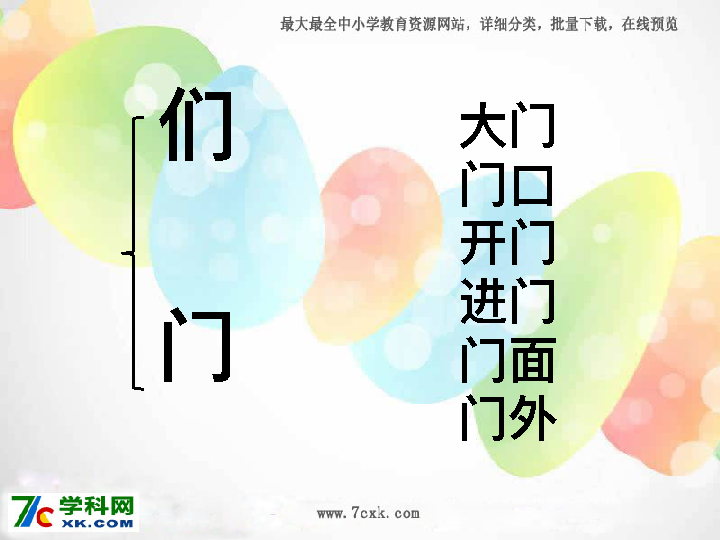 最大最全中小学教育资源网站，详细分类，批量下载，在线预览
们
门
大门
门口
开门
进门
门面
门外
7c 学科网
XK.COM
www.7cxk.com